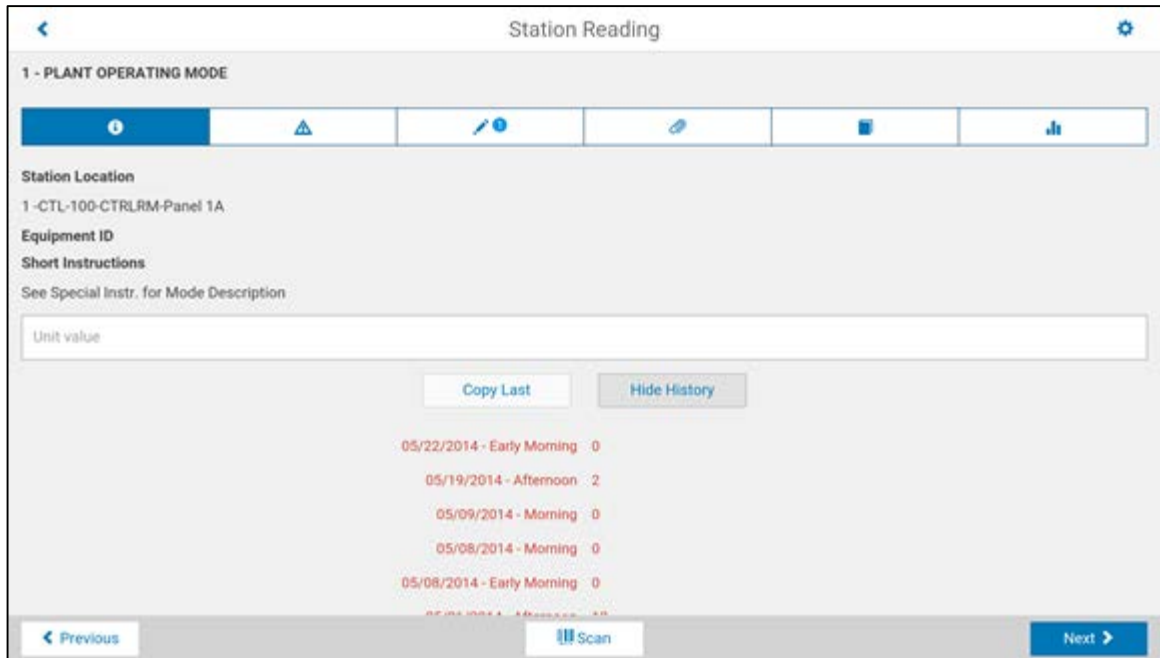 Station Reading
1 - PLANT OPERATING MODE
1
Station Location
1 -CTL-100-CTRLRM-Panel 1A
Equipment ID
Short Instructions
See Special Instr. for Mode Description
Unit value
Copy Last Hide History
05/22/2014 - Early Morning 0
05/19/2014 - Afternoon 2
05/09/2014 - Morning 0
05/08/2014 - Morning 0
05/08/2014 - Early Morning 0
Previous Scan Next